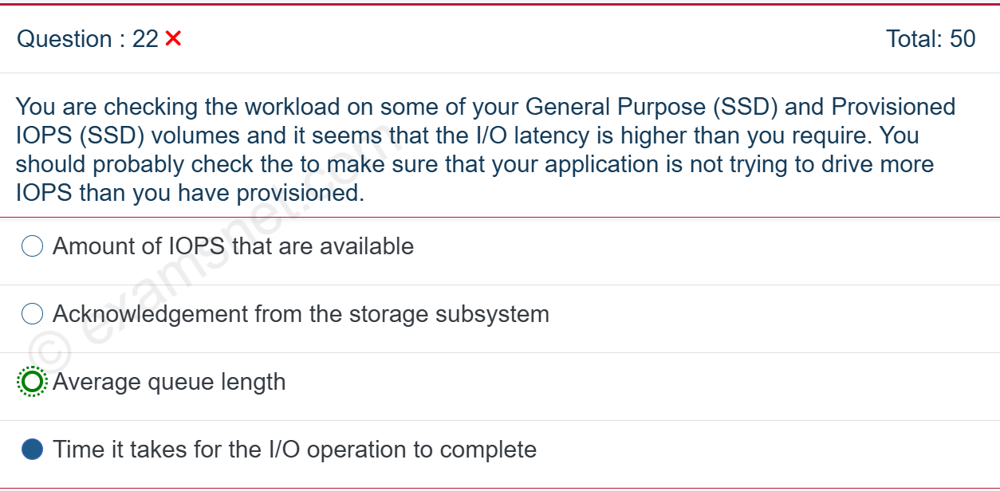 Question : 22
Total: 50
You are checking the workload on some of your General Purpose (SSD) and Provisioned
IOPS (SSD) volumes and it seems that the I/O latency is higher than you require. You
should probably check the to make sure that your application is not trying to drive more
IOPS than you have provisioned.
Amount of IOPS that are available
Acknowledgement from the storage subsystem
Average queue length
Time it takes for the I/O operation to complete
© examsnet.com